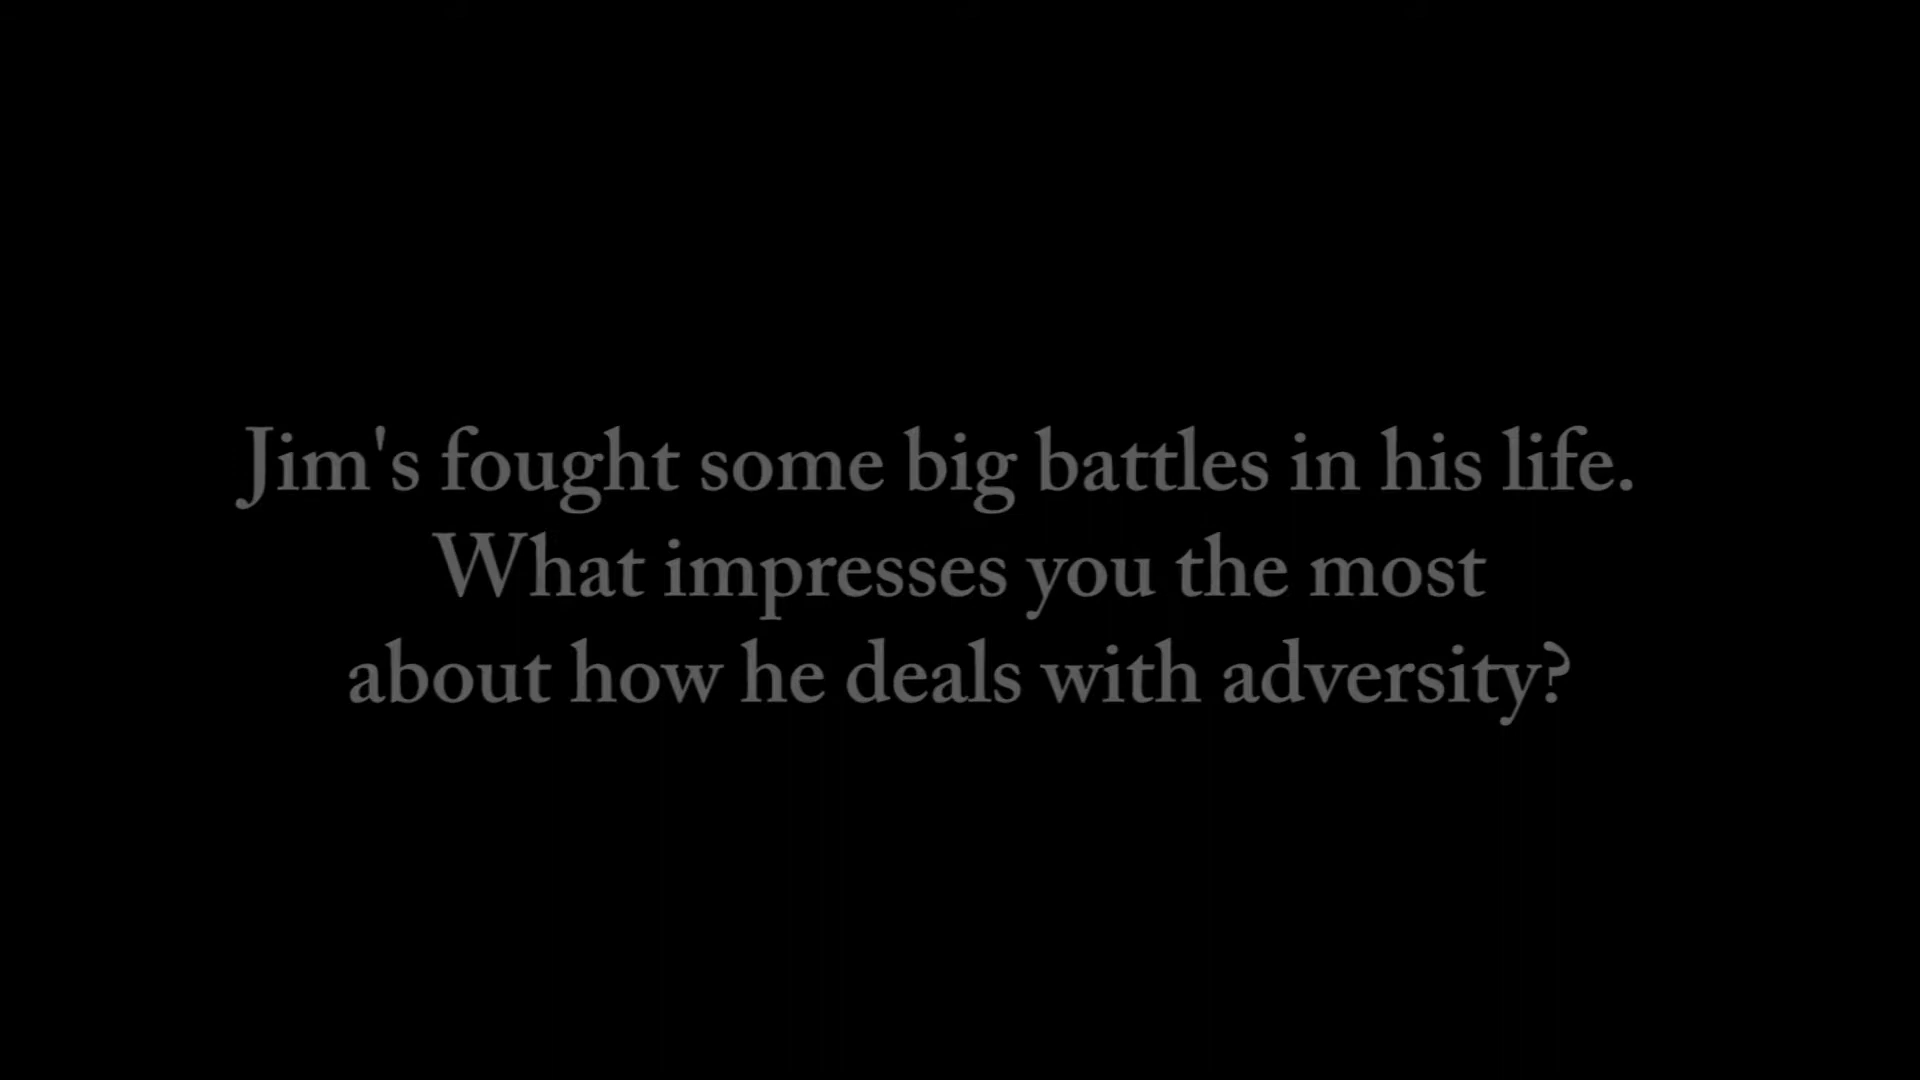 Jim's fought some big battles in his life.
What impresses you the most
about how he deals with adversity?